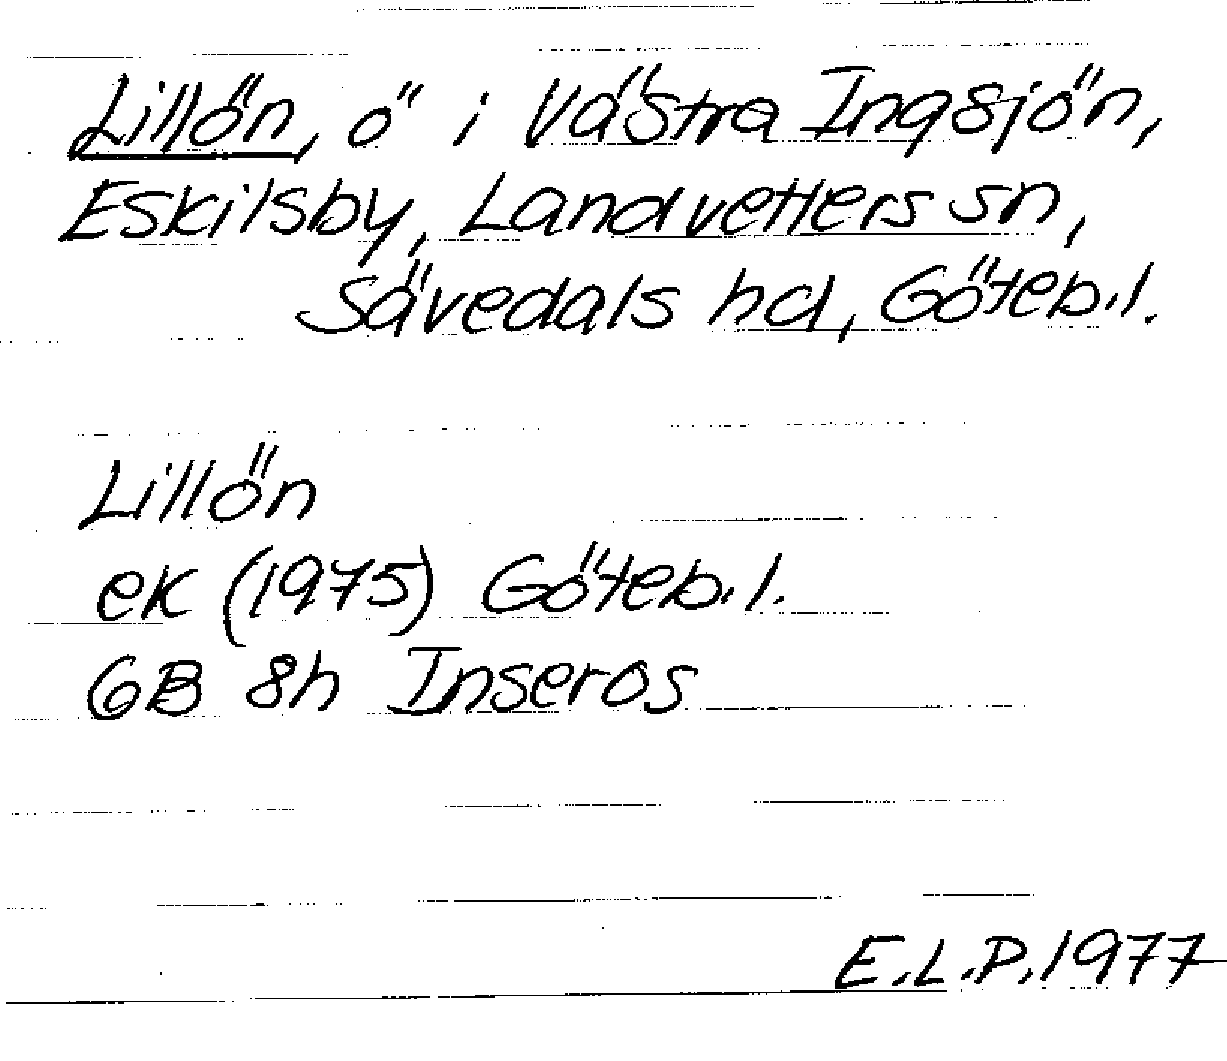 Lillön, ö i Västra Ingsjön,
Eskilsby, Landvetters sn,
Sävedals hd, Göteb.l.
Lillön
ek (1975) Göteb.l.
6B 8h Inseros
E.L.P. 1977